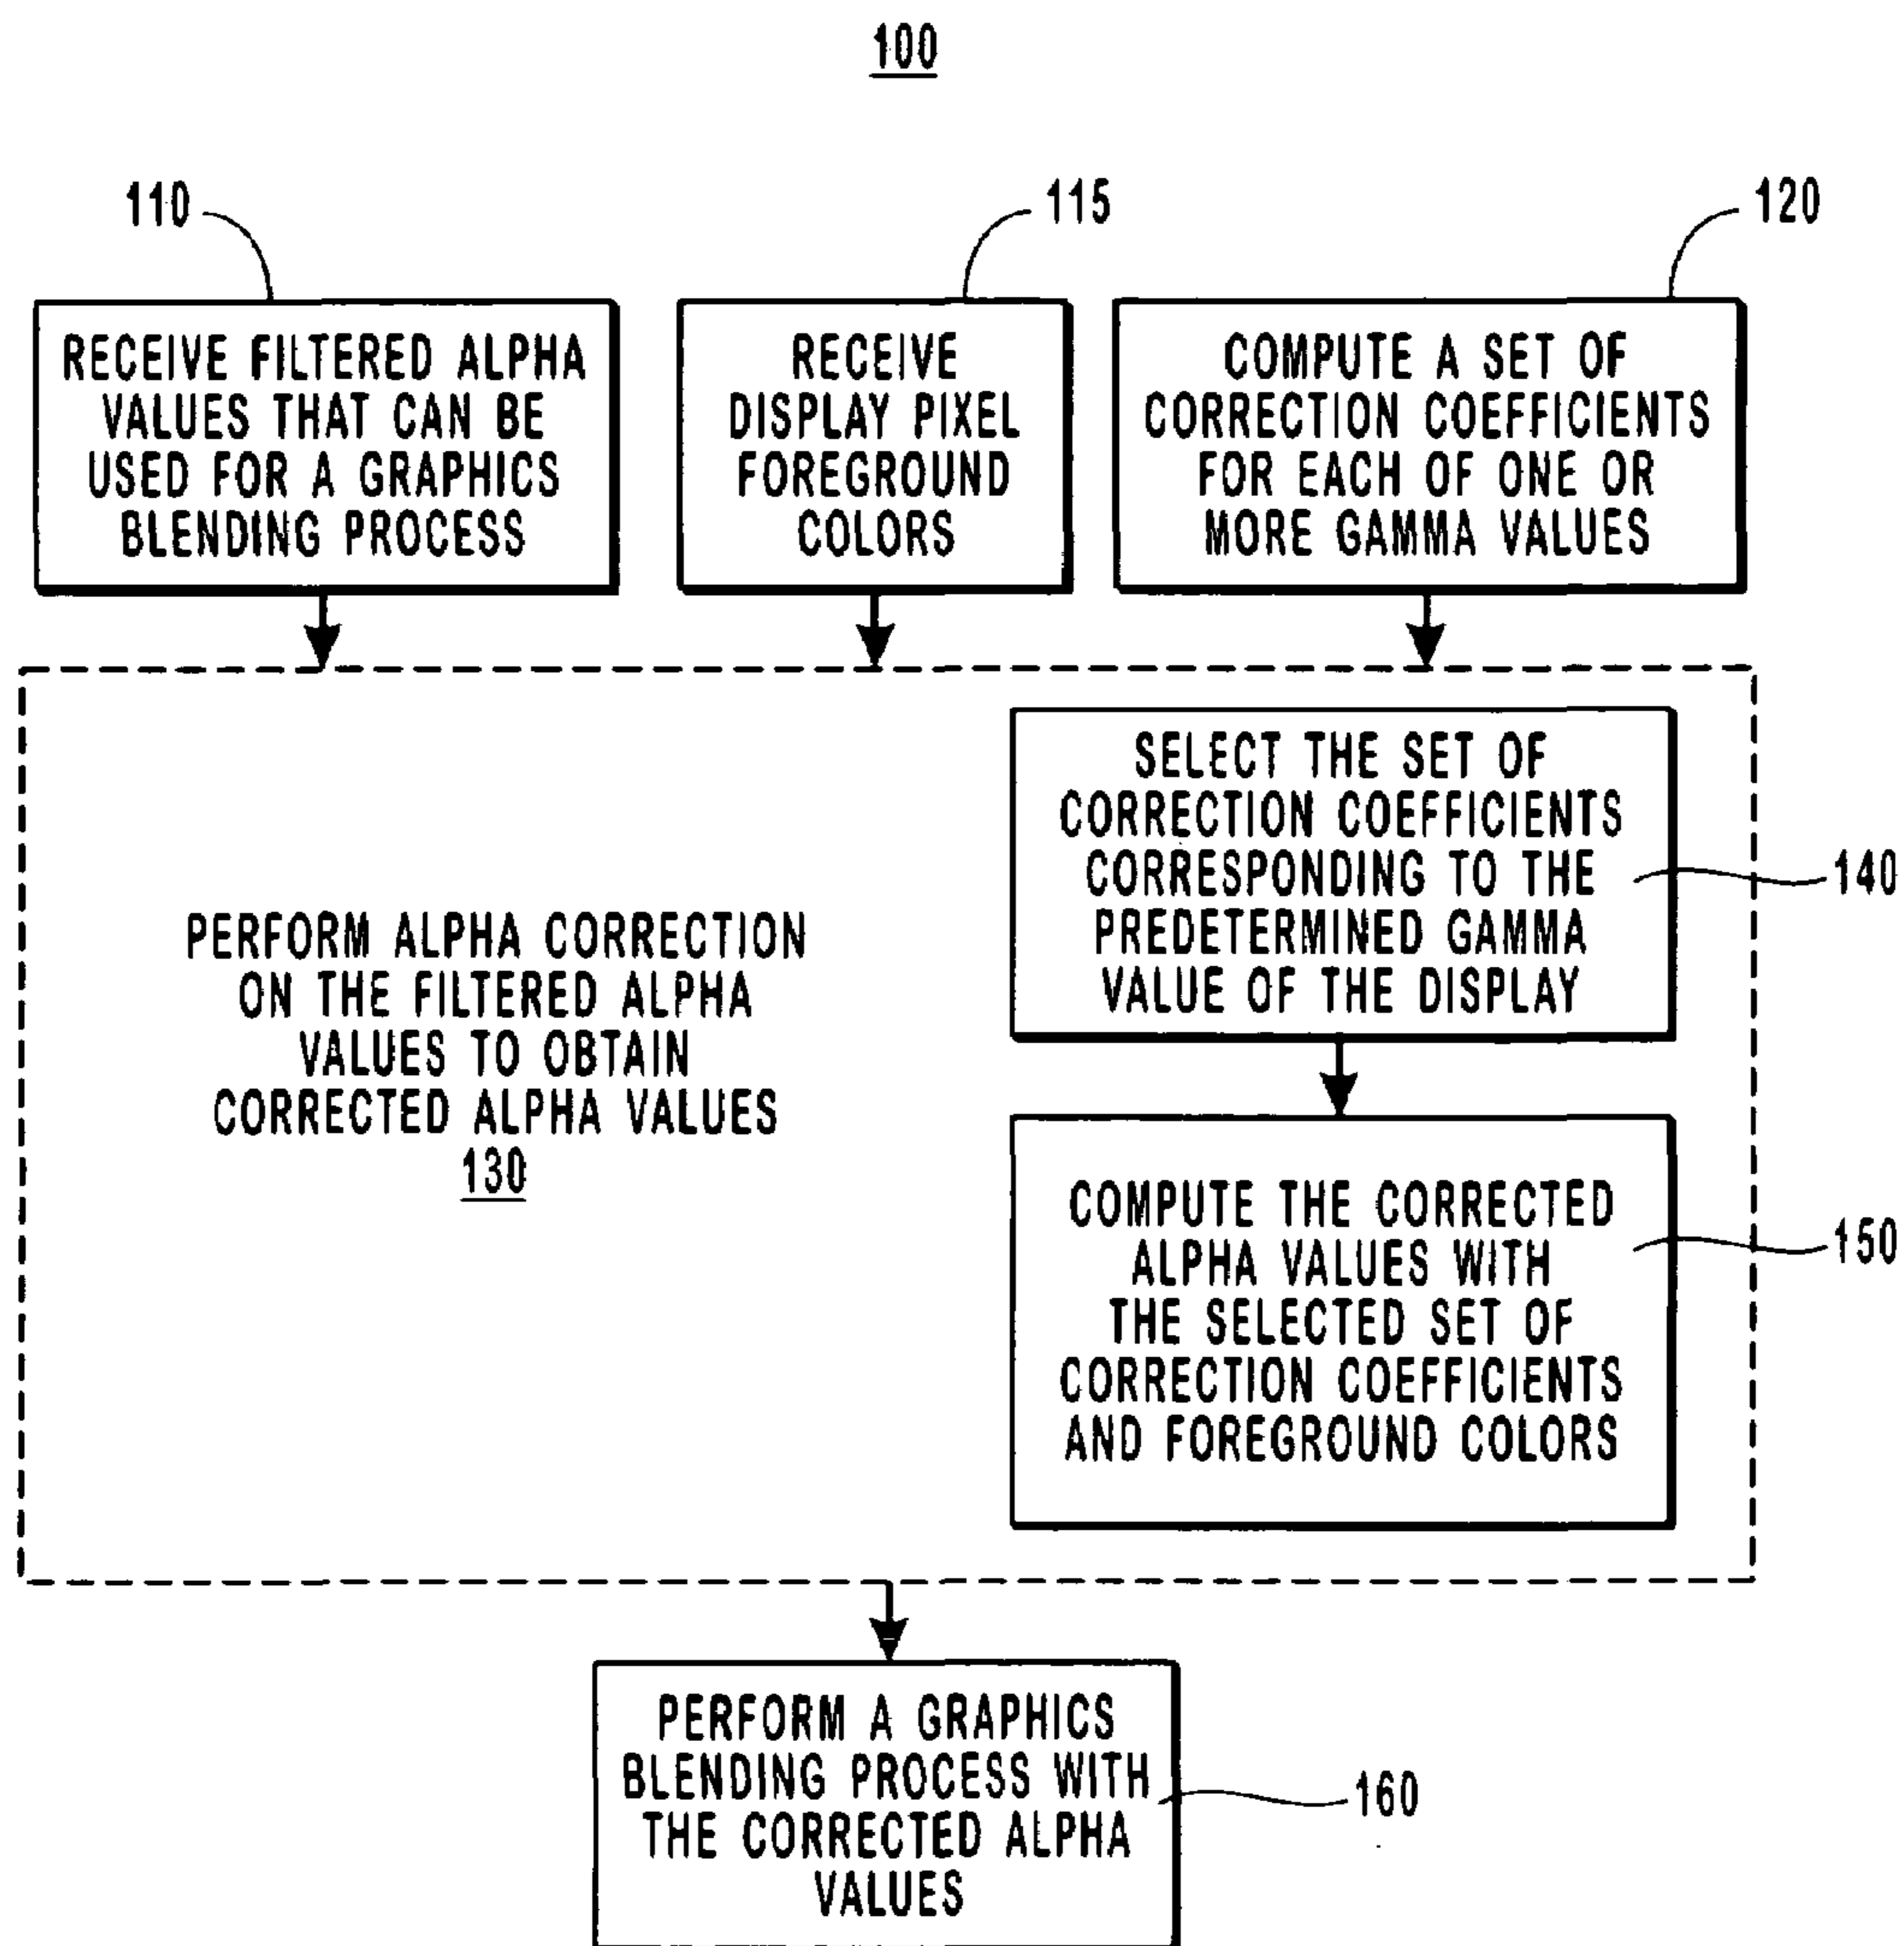 100
110
115
120
RECEIVE FILTERED ALPHA
VALUES THAT CAN BE
USED FOR A GRAPHICS
BLENDING PROCESS
RECEIVE
DISPLAY PIXEL
FOREGROUND
COLORS
COMPUTE A SET OF
CORRECTION COEFFICIENTS
FOR EACH OF ONE OR
MORE GAMMA VALUES
PERFORM ALPHA CORRECTION
ON THE FILTERED ALPHA
VALUES TO OBTAIN
CORRECTED ALPHA VALUES
130
SELECT THE SET OF
CORRECTION COEFFICIENTS
CORRESPONDING TO THE
PREDETERMINED GAMMA
VALUE OF THE DISPLAY
140
COMPUTE THE CORRECTED
ALPHA VALUES WITH
THE SELECTED SET OF
CORRECTION COEFFICIENTS
AND FOREGROUND COLORS
150
PERFORM A GRAPHICS
BLENDING PROCESS WITH
THE CORRECTED ALPHA
VALUES
160